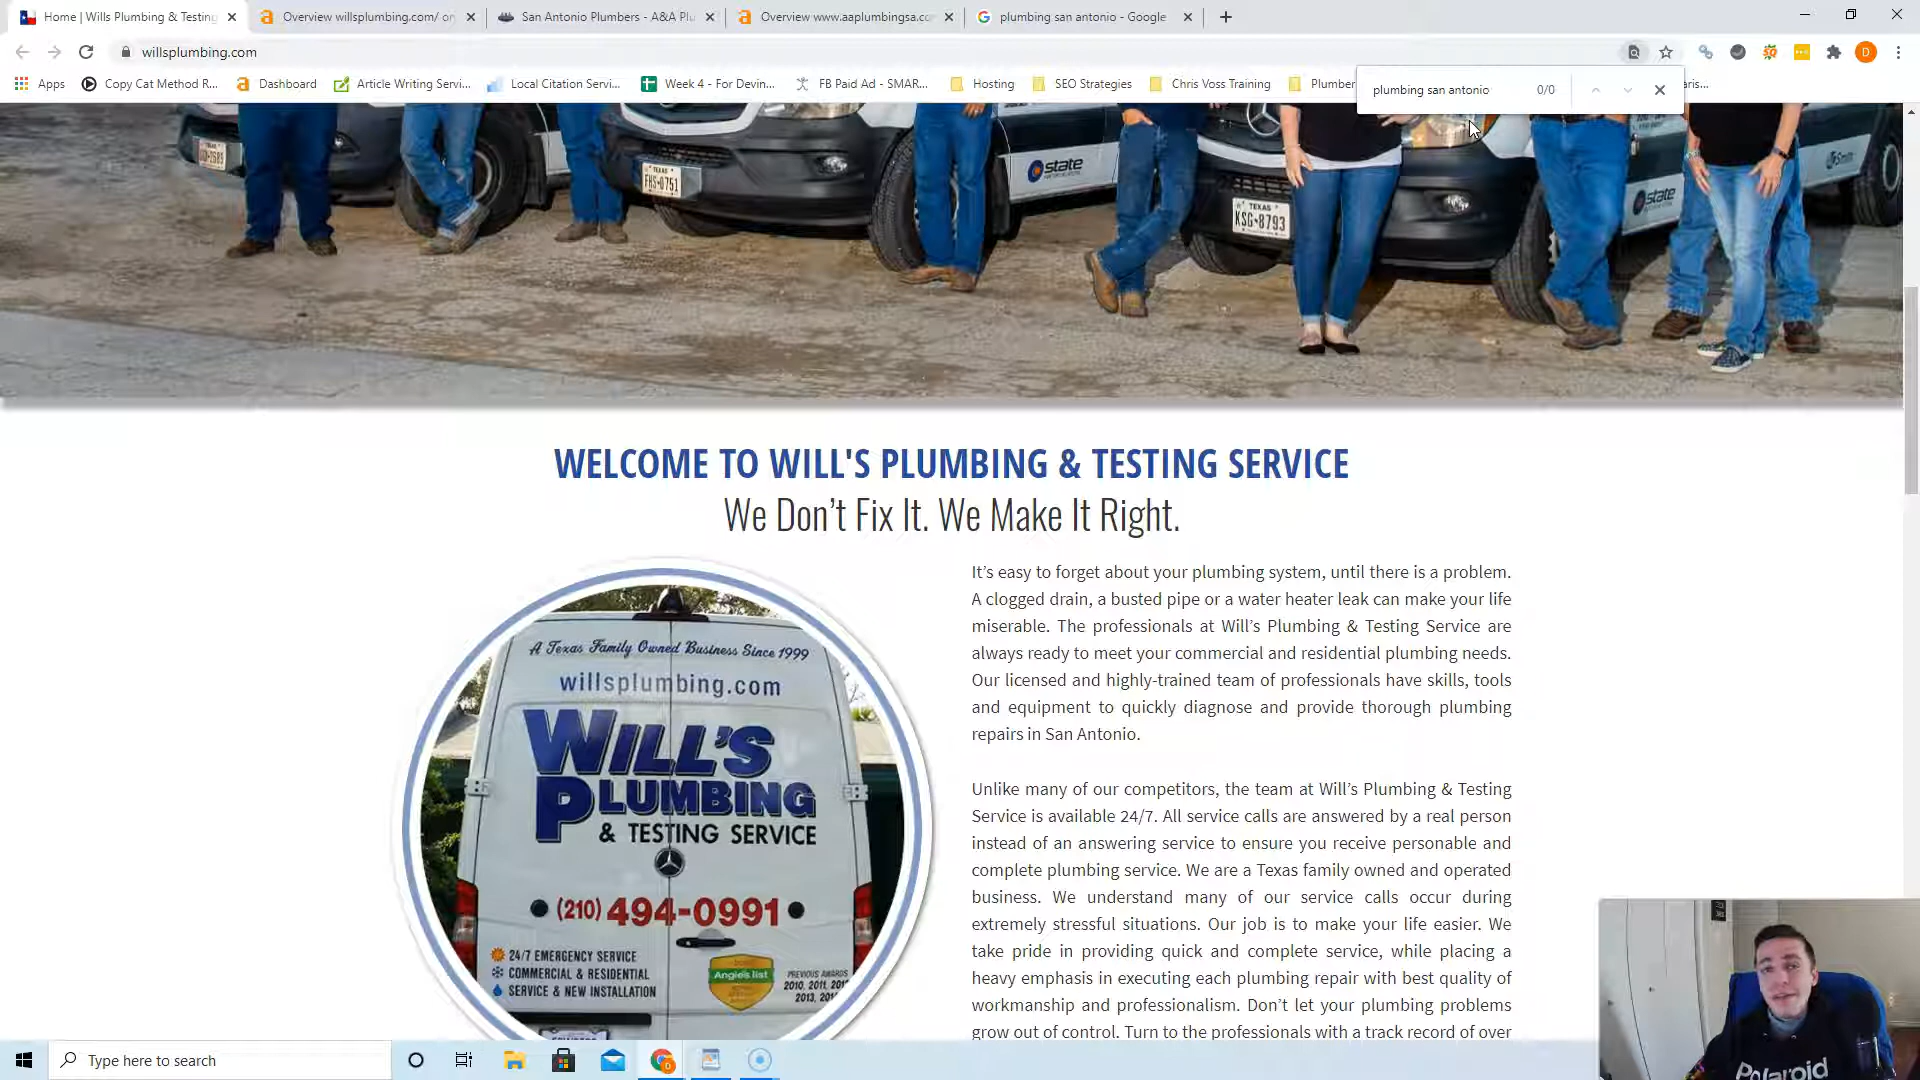 Home | Wills Plumbing & Testing
Overview willsplumbing.com/ on
San Antonio Plumbers - A&A Plu
Overview www.aaplumbingsa.co
plumbing san antonio - Google
willsplumbing.com
Apps
Copy Cat Method R...
Dashboard
Article Writing Servi...
Local Citation Servi...
Week 4 - For Devin...
FB Paid Ad - SMAR...
Hosting
SEO Strategies
Chris Voss Training
Plumber
plumbing san antonio
0/0
state
FHS-0751
TEXAS
KSG-8793
state
WELCOME TO WILL'S PLUMBING & TESTING SERVICE
We Don't Fix It. We Make It Right.
It's easy to forget about your plumbing system, until there is a problem.
A clogged drain, a busted pipe or a water heater leak can make your life
miserable. The professionals at Will's Plumbing & Testing Service are
always ready to meet your commercial and residential plumbing needs.
Our licensed and highly-trained team of professionals have skills, tools
and equipment to quickly diagnose and provide thorough plumbing
repairs in San Antonio.
Unlike many of our competitors, the team at Will's Plumbing & Testing
Service is available 24/7. All service calls are answered by a real person
instead of an answering service to ensure you receive personable and
complete plumbing service. We are a Texas family owned and operated
business. We understand many of our service calls occur during
extremely stressful situations. Our job is to make your life easier. We
take pride in providing quick and complete service, while placing a
heavy emphasis in executing each plumbing repair with best quality of
workmanship and professionalism. Don't let your plumbing problems
grow out of control. Turn to the professionals with a track record of over
A Texas Family Owned Business Since 1999
willsplumbing.com
WILL'S
PLUMBING
& TESTING SERVICE
(210) 494-0991
24/7 EMERGENCY SERVICE
COMMERCIAL & RESIDENTIAL
SERVICE & NEW INSTALLATION
Angie's list
PREVIOUS AWARDS
Polaroid
Type here to search